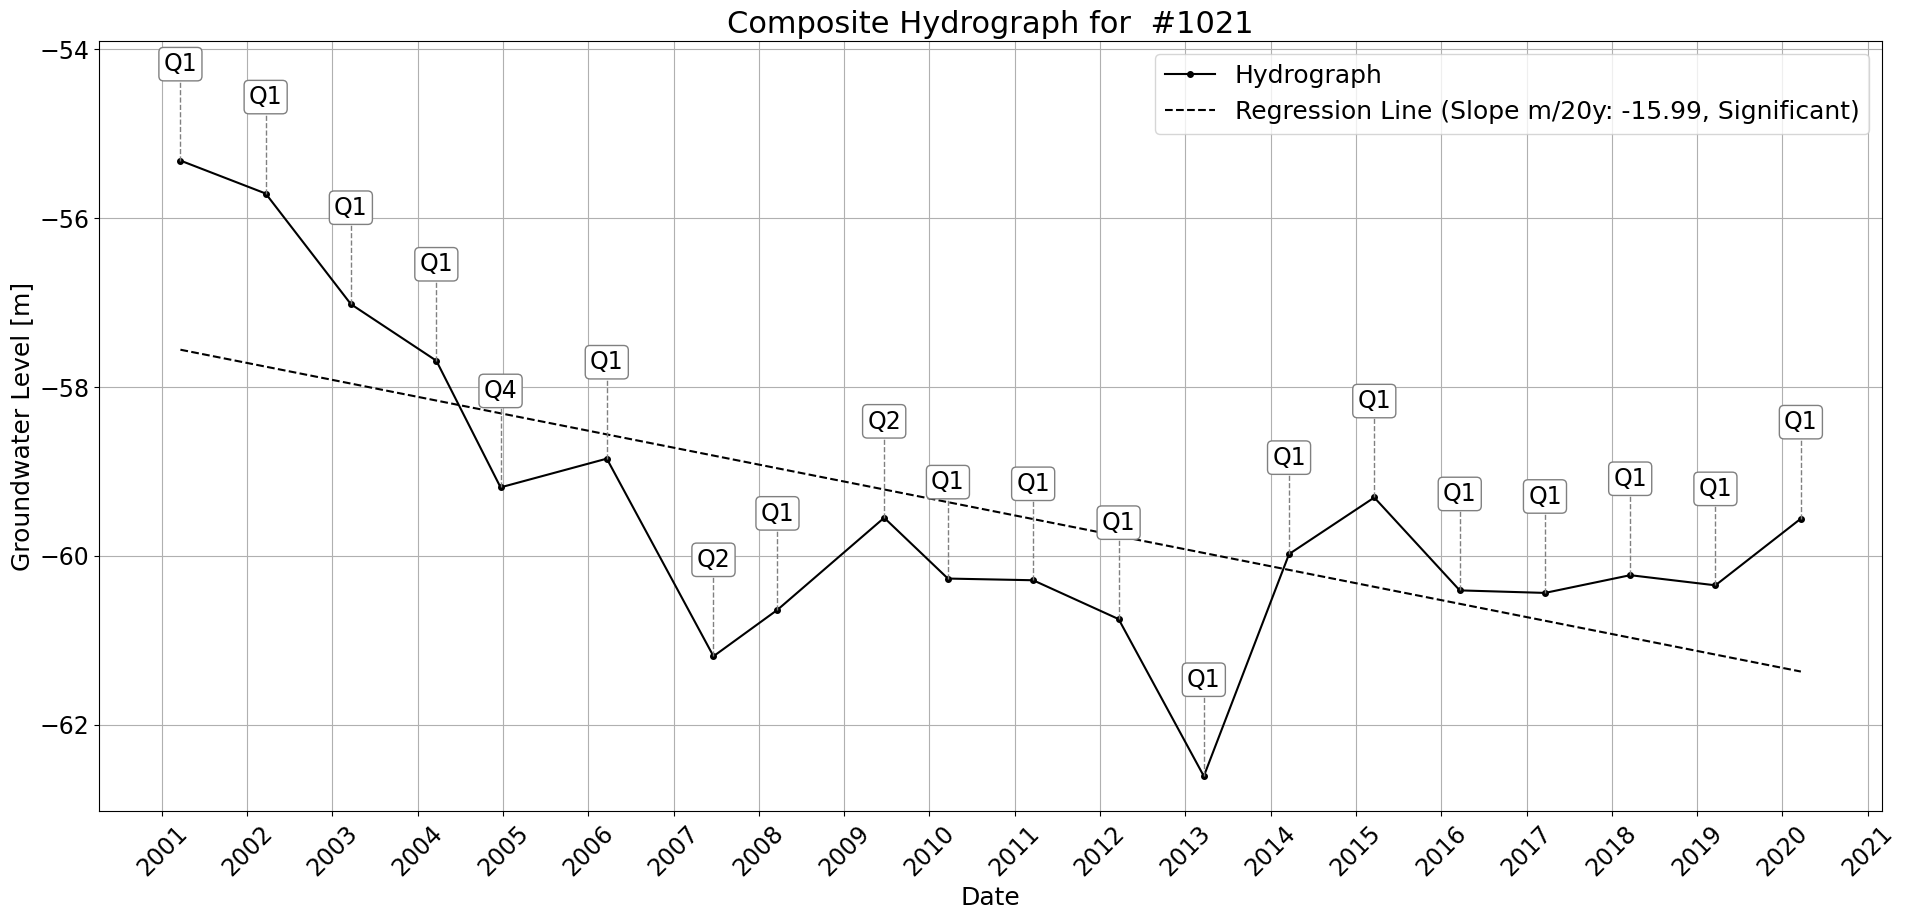 Composite Hydrograph for  #1021
Hydrograph
Regression Line (Slope m/20y: -15.99, Significant)
Groundwater Level [m]
−54
−56
−58
−60
−62
Q1
Q1
Q1
Q1
Q4
Q1
Q2
Q1
Q2
Q1
Q1
Q1
Q1
Q1
Q1
Q1
Q1
Q1
Q1
Q1
2001
2002
2003
2004
2005
2006
2007
2008
2009
2010
2011
2012
2013
2014
2015
2016
2017
2018
2019
2020
2021
Date